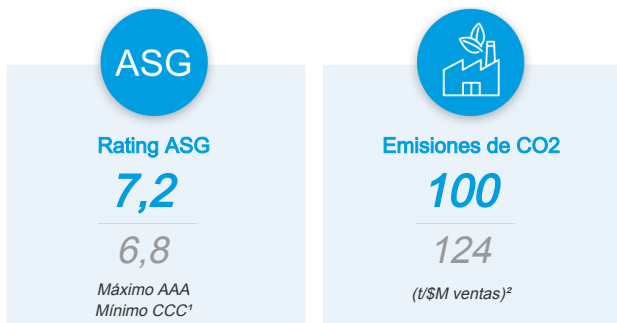 ASG
Rating ASG
7,2
6,8
Máximo AAA
Mínimo CCC¹
Emisiones de CO2
100
124
(t/$M ventas)²